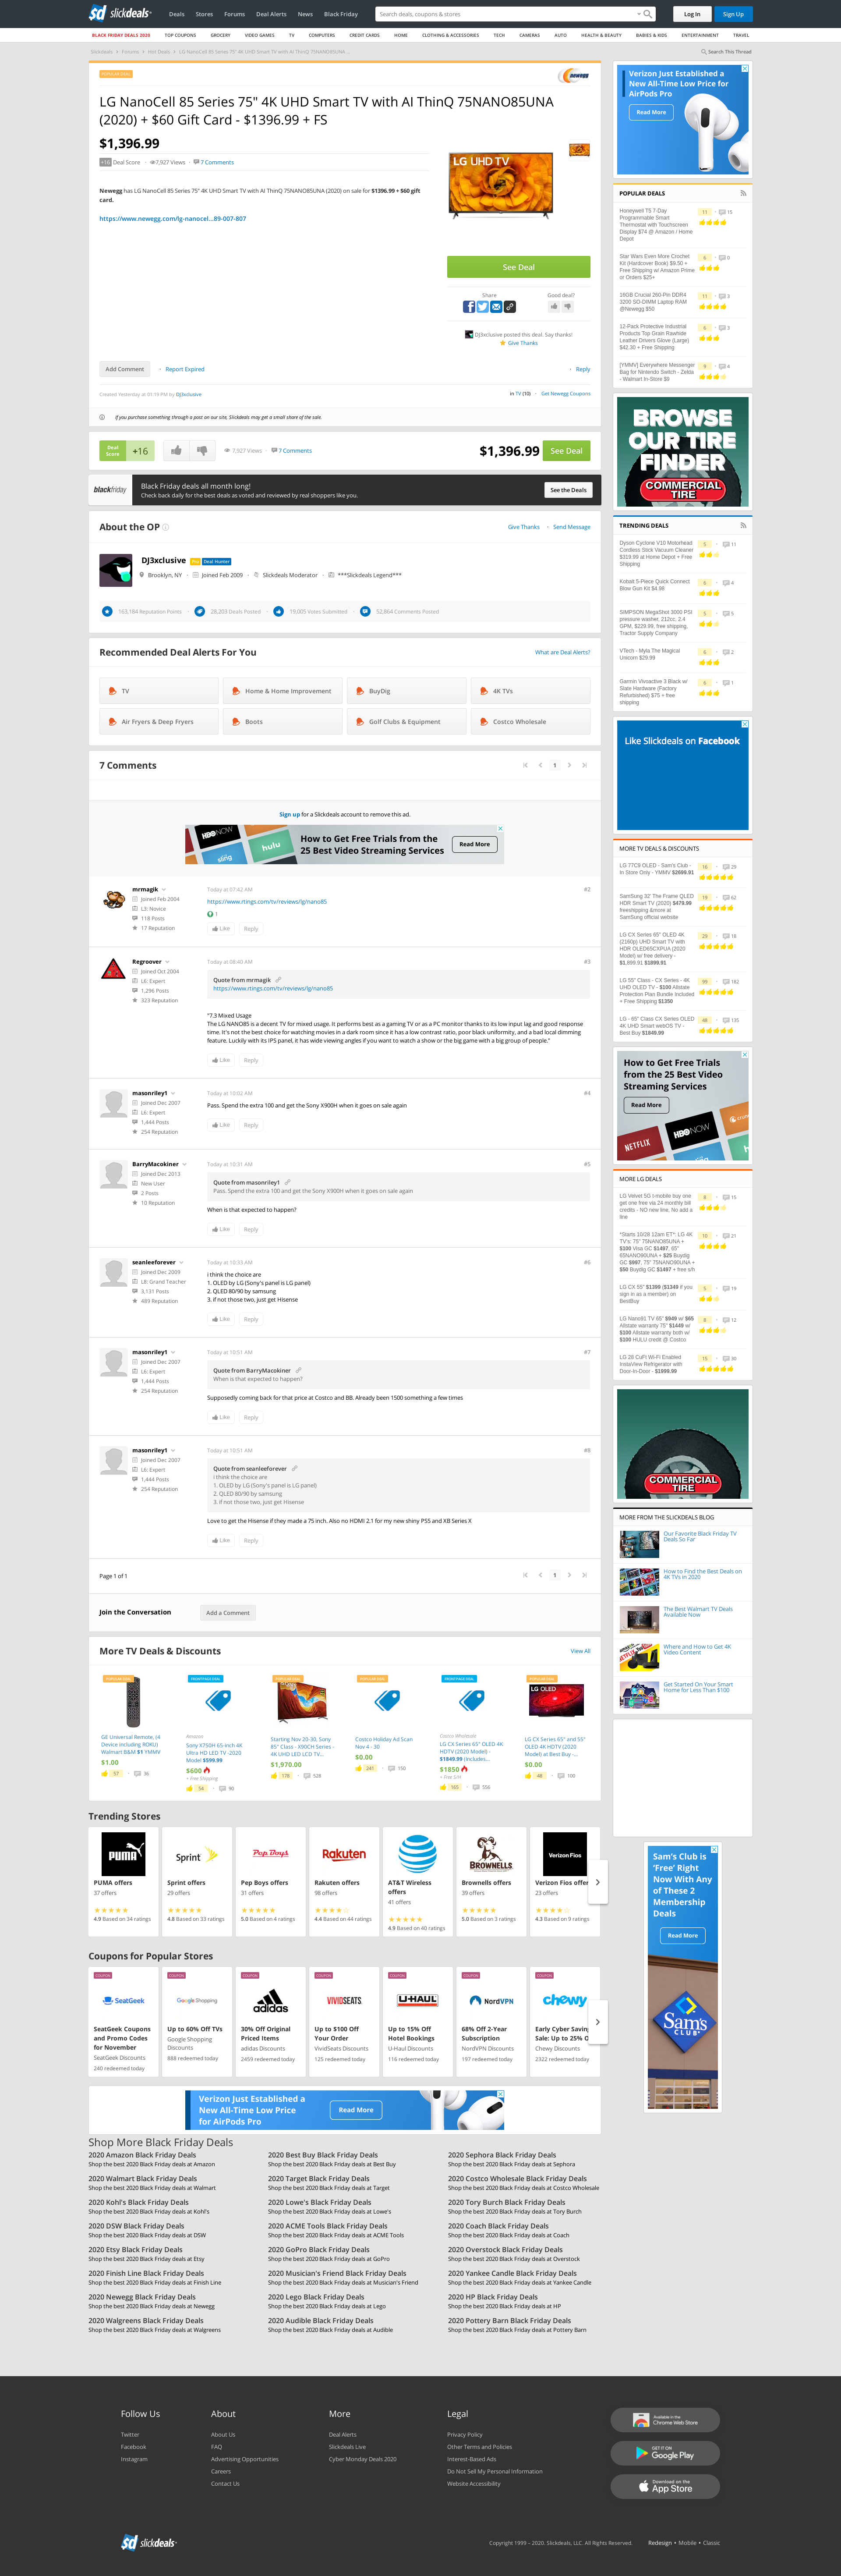 slickdeals
Deals
Stores
Forums
Deal Alerts
News
Black Friday
Search deals, coupons & stores
Log In
Sign Up
BLACK FRIDAY DEALS 2020
TOP COUPONS
GROCERY
VIDEO GAMES
TV
COMPUTERS
CREDIT CARDS
HOME
CLOTHING & ACCESSORIES
TECH
CAMERAS
AUTO
HEALTH & BEAUTY
BABIES & KIDS
ENTERTAINMENT
TRAVEL
Slickdeals > Forums > Hot Deals > LG NanoCell 85 Series 75" 4K UHD Smart TV with AI ThinQ 75NANO85UNA ...
Search This Thread
POPULAR DEAL
newegg
LG NanoCell 85 Series 75" 4K UHD Smart TV with AI ThinQ 75NANO85UNA
(2020) + $60 Gift Card - $1396.99 + FS
$1,396.99
+16 Deal Score
7,927 Views
7 Comments
Newegg has LG NanoCell 85 Series 75" 4K UHD Smart TV with AI ThinQ 75NANO85UNA (2020) on sale for $1396.99 + $60 gift
card.
https://www.newegg.com/lg-nanocel...89-007-807
LG UHD TV
See Deal
Share
Good deal?
DJ3xclusive posted this deal. Say thanks!
Give Thanks
Add Comment
Report Expired
Reply
Created Yesterday at 01:10 PM by DJ3xclusive
in TV (10)
Get Newegg Coupons
If you purchase something through a post on our site, Slickdeals may get a small share of the sale.
Deal
Score
+16
7,927 Views
7 Comments
$1,396.99
See Deal
blackfriday
Black Friday deals all month long!
Check back daily for the best deals as voted and reviewed by real shoppers like you.
See the Deals
About the OP
Give Thanks
Send Message
DJ3xclusive
Pro
Deal Humor
Brooklyn, NY
Joined Feb 2009
Slickdeals Moderator
***Slickdeals Legend***
163,184 Reputation Points
28,203 Deals Posted
19,005 Votes Submitted
52,864 Comments Posted
Recommended Deal Alerts For You
What are Deal Alerts?
TV
Home & Home Improvement
BuyDig
4K TVs
Air Fryers & Deep Fryers
Boots
Golf Clubs & Equipment
Costco Wholesale
7 Comments
1
Sign up for a Slickdeals account to remove this ad.
HBO NOW
sling
hulu
How to Get Free Trials from the
25 Best Video Streaming Services
Read More
mrmagik
Joined Feb 2004
L3: Novice
118 Posts
17 Reputation
Today at 07:42 AM
#2
https://www.rtings.com/tv/reviews/lg/nano85
1
Like
Reply
Regroover
Joined Oct 2004
L6: Expert
1,296 Posts
323 Reputation
Today at 08:40 AM
#3
Quote from mrmagik
https://www.rtings.com/tv/reviews/lg/nano85
"7.3 Mixed Usage
The LG NANO85 is a decent TV for mixed usage. It performs best as a gaming TV or as a PC monitor thanks to its low input lag and good response
time. It's not the best choice for watching movies in a dark room since it has a low contrast ratio, poor black uniformity, and a bad local dimming
feature. Luckily with its IPS panel, it has wide viewing angles if you want to watch a show or the big game with a big group of people."
Like
Reply
masonriley1
Joined Dec 2007
L6: Expert
1,444 Posts
254 Reputation
Today at 10:02 AM
#4
Pass. Spend the extra 100 and get the Sony X900H when it goes on sale again
Like
Reply
BarryMacokiner
Joined Dec 2013
New User
2 Posts
10 Reputation
Today at 10:31 AM
#5
Quote from masonriley1
Pass. Spend the extra 100 and get the Sony X900H when it goes on sale again
When is that expected to happen?
Like
Reply
seanleeforever
Joined Dec 2009
L8: Grand Teacher
3,131 Posts
489 Reputation
Today at 10:33 AM
#6
i think the choice are
1. OLED by LG (Sony's panel is LG panel)
2. QLED 80/90 by samsung
3. if not those two, just get Hisense
Like
Reply
masonriley1
Joined Dec 2007
L6: Expert
1,444 Posts
254 Reputation
Today at 10:51 AM
#7
Quote from BarryMacokiner
When is that expected to happen?
Supposedly coming back for that price at Costco and BB. Already been 1500 something a few times
Like
Reply
masonriley1
Joined Dec 2007
L6: Expert
1,444 Posts
254 Reputation
Today at 10:51 AM
#8
Quote from seanleeforever
i think the choice are
1. OLED by LG (Sony's panel is LG panel)
2. QLED 80/90 by samsung
3. if not those two, just get Hisense
Love to get the Hisense if they made a 75 inch. Also no HDMI 2.1 for my new shiny PS5 and XB Series X
Like
Reply
Page 1 of 1
1
Join the Conversation
Add a Comment
More TV Deals & Discounts
View All
POPULAR DEAL
GE Universal Remote, (4
Device including ROKU)
Walmart B&M $1 YMMV
$1.00
57
36
FRONTPAGE DEAL
Amazon
Sony X750H 65-inch 4K
Ultra HD LED TV -2020
Model $599.99
$600
+ Free Shipping
54
90
POPULAR DEAL
Starting Nov 20-30, Sony
85" Class - X90CH Series -
4K UHD LED LCD TV...
$1,970.00
178
528
POPULAR DEAL
Costco Holiday Ad Scan
Nov 4 - 30
$0.00
241
150
FRONTPAGE DEAL
Costco Wholesale
LG CX Series 65" OLED 4K
HDTV (2020 Model) -
$1849.99 (Includes...
$1850
+ Free S/H
165
556
POPULAR DEAL
LG OLED
LG CX Series 65" and 55"
OLED 4K HDTV (2020
Model) at Best Buy -...
$0.00
48
100
Trending Stores
PUMA
PUMA offers
37 offers
4.9 Based on 34 ratings
Sprint
Sprint offers
29 offers
4.8 Based on 33 ratings
Pep Boys
Pep Boys offers
31 offers
5.0 Based on 4 ratings
Rakuten
Rakuten offers
98 offers
4.4 Based on 44 ratings
AT&T Wireless
offers
41 offers
4.9 Based on 40 ratings
BROWNELLS
Brownells offers
39 offers
5.0 Based on 3 ratings
Verizon Fios
Verizon Fios offers
23 offers
4.3 Based on 9 ratings
Coupons for Popular Stores
COUPON
SeatGeek
SeatGeek Coupons
and Promo Codes
for November
SeatGeek Discounts
240 redeemed today
COUPON
Google Shopping
Up to 60% Off TVs
Google Shopping
Discounts
888 redeemed today
COUPON
adidas
30% Off Original
Priced Items
adidas Discounts
2459 redeemed today
COUPON
VIVIDSEATS
Up to $100 Off
Your Order
VividSeats Discounts
125 redeemed today
COUPON
U-HAUL
Up to 15% Off
Hotel Bookings
U-Haul Discounts
116 redeemed today
COUPON
NordVPN
68% Off 2-Year
Subscription
NordVPN Discounts
197 redeemed today
COUPON
chewy
Early Cyber Saving
Sale: Up to 25% O
Chewy Discounts
2322 redeemed today
Verizon Just Established a
New All-Time Low Price
for AirPods Pro
Read More
Shop More Black Friday Deals
2020 Amazon Black Friday Deals
Shop the best 2020 Black Friday deals at Amazon
2020 Best Buy Black Friday Deals
Shop the best 2020 Black Friday deals at Best Buy
2020 Sephora Black Friday Deals
Shop the best 2020 Black Friday deals at Sephora
2020 Walmart Black Friday Deals
Shop the best 2020 Black Friday deals at Walmart
2020 Target Black Friday Deals
Shop the best 2020 Black Friday deals at Target
2020 Costco Wholesale Black Friday Deals
Shop the best 2020 Black Friday deals at Costco Wholesale
2020 Kohl's Black Friday Deals
Shop the best 2020 Black Friday deals at Kohl's
2020 Lowe's Black Friday Deals
Shop the best 2020 Black Friday deals at Lowe's
2020 Tory Burch Black Friday Deals
Shop the best 2020 Black Friday deals at Tory Burch
2020 DSW Black Friday Deals
Shop the best 2020 Black Friday deals at DSW
2020 ACME Tools Black Friday Deals
Shop the best 2020 Black Friday deals at ACME Tools
2020 Coach Black Friday Deals
Shop the best 2020 Black Friday deals at Coach
2020 Etsy Black Friday Deals
Shop the best 2020 Black Friday deals at Etsy
2020 GoPro Black Friday Deals
Shop the best 2020 Black Friday deals at GoPro
2020 Overstock Black Friday Deals
Shop the best 2020 Black Friday deals at Overstock
2020 Finish Line Black Friday Deals
Shop the best 2020 Black Friday deals at Finish Line
2020 Musician's Friend Black Friday Deals
Shop the best 2020 Black Friday deals at Musician's Friend
2020 Yankee Candle Black Friday Deals
Shop the best 2020 Black Friday deals at Yankee Candle
2020 Newegg Black Friday Deals
Shop the best 2020 Black Friday deals at Newegg
2020 Lego Black Friday Deals
Shop the best 2020 Black Friday deals at Lego
2020 HP Black Friday Deals
Shop the best 2020 Black Friday deals at HP
2020 Walgreens Black Friday Deals
Shop the best 2020 Black Friday deals at Walgreens
2020 Audible Black Friday Deals
Shop the best 2020 Black Friday deals at Audible
2020 Pottery Barn Black Friday Deals
Shop the best 2020 Black Friday deals at Pottery Barn
Verizon Just Established a
New All-Time Low Price for
AirPods Pro
Read More
POPULAR DEALS
Honeywell T5 7-Day
Programmable Smart
Thermostat with Touchscreen
Display $74 @ Amazon / Home
Depot
11
15
Star Wars Even More Crochet
Kit (Hardcover Book) $9.50 +
Free Shipping w/ Amazon Prime
or Orders $25+
6
0
16GB Crucial 260-Pin DDR4
3200 SO-DIMM Laptop RAM
@Newegg $50
11
3
12-Pack Protective Industrial
Products Top Grain Rawhide
Leather Drivers Glove (Large)
$42.30 + Free Shipping
6
3
[YMMV] Everywhere Messenger
Bag for Nintendo Switch - Zelda
- Walmart In-Store $9
9
4
BROWSE
OUR TIRE
FINDER
COMMERCIAL
TIRE
TRENDING DEALS
Dyson Cyclone V10 Motorhead
Cordless Stick Vacuum Cleaner
$319.99 at Home Depot + Free
Shipping
5
11
Kobalt 5-Piece Quick Connect
Blow Gun Kit $4.98
6
4
SIMPSON MegaShot 3000 PSI
pressure washer, 212cc, 2.4
GPM, $229.99, free shipping,
Tractor Supply Company
5
5
VTech - Myla The Magical
Unicorn $29.99
6
2
Garmin Vivoactive 3 Black w/
Slate Hardware (Factory
Refurbished) $75 + free
shipping
6
1
Like Slickdeals on Facebook
MORE TV DEALS & DISCOUNTS
LG 77C9 OLED - Sam's Club -
In Store Only - YMMV $2699.91
16
29
SamSung 32' The Frame QLED
HDR Smart TV (2020) $479.99
freeshipping &more at
SamSung official website
19
62
LG CX Series 65" OLED 4K
(2160p) UHD Smart TV with
HDR OLED65CXPUA (2020
Model) w/ free delivery -
$1,899.91 $1899.91
29
18
LG 55" Class - CX Series - 4K
UHD OLED TV - $100 Allstate
Protection Plan Bundle Included
+ Free Shipping $1350
99
182
LG - 65" Class CX Series OLED
4K UHD Smart webOS TV -
Best Buy $1849.99
48
135
How to Get Free Trials
from the 25 Best Video
Streaming Services
Read More
NETFLIX
HBO NOW
hulu
MORE LG DEALS
LG Velvet 5G t-mobile buy one
get one free via 24 monthly bill
credits - NO new line, No add a
line
8
15
*Starts 10/28 12am ET*: LG 4K
TV's: 75" 75NANO85UNA +
$100 Visa GC $1497, 65"
65NANO90UNA + $25 Buydig
GC $997, 75" 75NANO90UNA +
$50 Buydig GC $1497 + free s/h
10
21
LG CX 55" $1399 ($1349 if you
sign in as a member) on
BestBuy
5
19
LG Nano91 TV 65" $949 w/ $65
Allstate warranty 75" $1449 w/
$100 Allstate warranty both w/
$100 HULU credit @ Costco
8
12
LG 28 CuFt Wi-Fi Enabled
InstaView Refrigerator with
Door-In-Door - $1999.99
15
30
COMMERCIAL
TIRE
MORE FROM THE SLICKDEALS BLOG
Our Favorite Black Friday TV
Deals So Far
How to Find the Best Deals on
4K TVs in 2020
The Best Walmart TV Deals
Available Now
Where and How to Get 4K
Video Content
Get Started On Your Smart
Home for Less Than $100
Sam's Club is
'Free' Right
Now With Any
of These 2
Membership
Deals
Read More
Sam's
CLUB
Follow Us
Twitter
Facebook
Instagram
About
About Us
FAQ
Advertising Opportunities
Careers
Contact Us
More
Deal Alerts
Slickdeals Live
Cyber Monday Deals 2020
Legal
Privacy Policy
Other Terms and Policies
Interest-Based Ads
Do Not Sell My Personal Information
Website Accessibility
Available in the
Chrome Web Store
GET IT ON
Google Play
Download on the
App Store
slickdeals
Copyright 1999 – 2020. Slickdeals, LLC. All Rights Reserved.
Redesign • Mobile • Classic